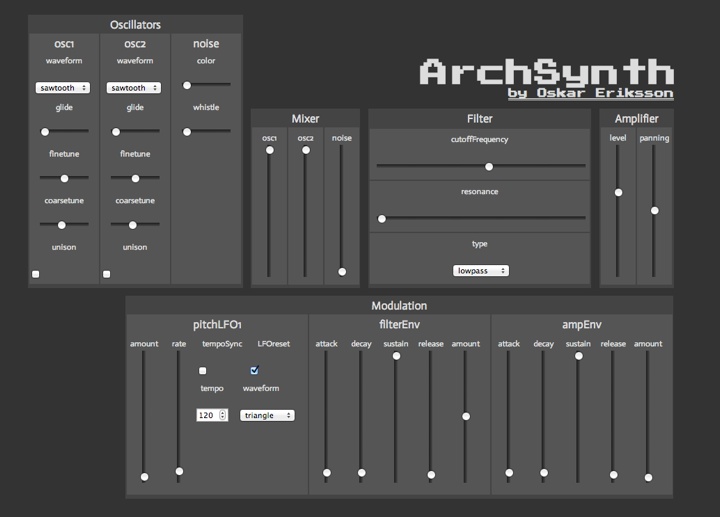 Oscillators
osc1 osc2 noise
waveform waveform color
sawtooth sawtooth
glide glide whistle
finetune finetune
coarsetune coarsetune
unison unison
ArchSynth
by Oskar Eriksson
Mixer
osc1 osc2 noise
Filter
cutoffFrequency
resonance
type
lowpass
Amplifier
level panning
Modulation
pitchLFO1
amount rate tempoSync LFOreset
tempo waveform
120 triangle
filterEnv
attack decay sustain release amount
ampEnv
attack decay sustain release amount